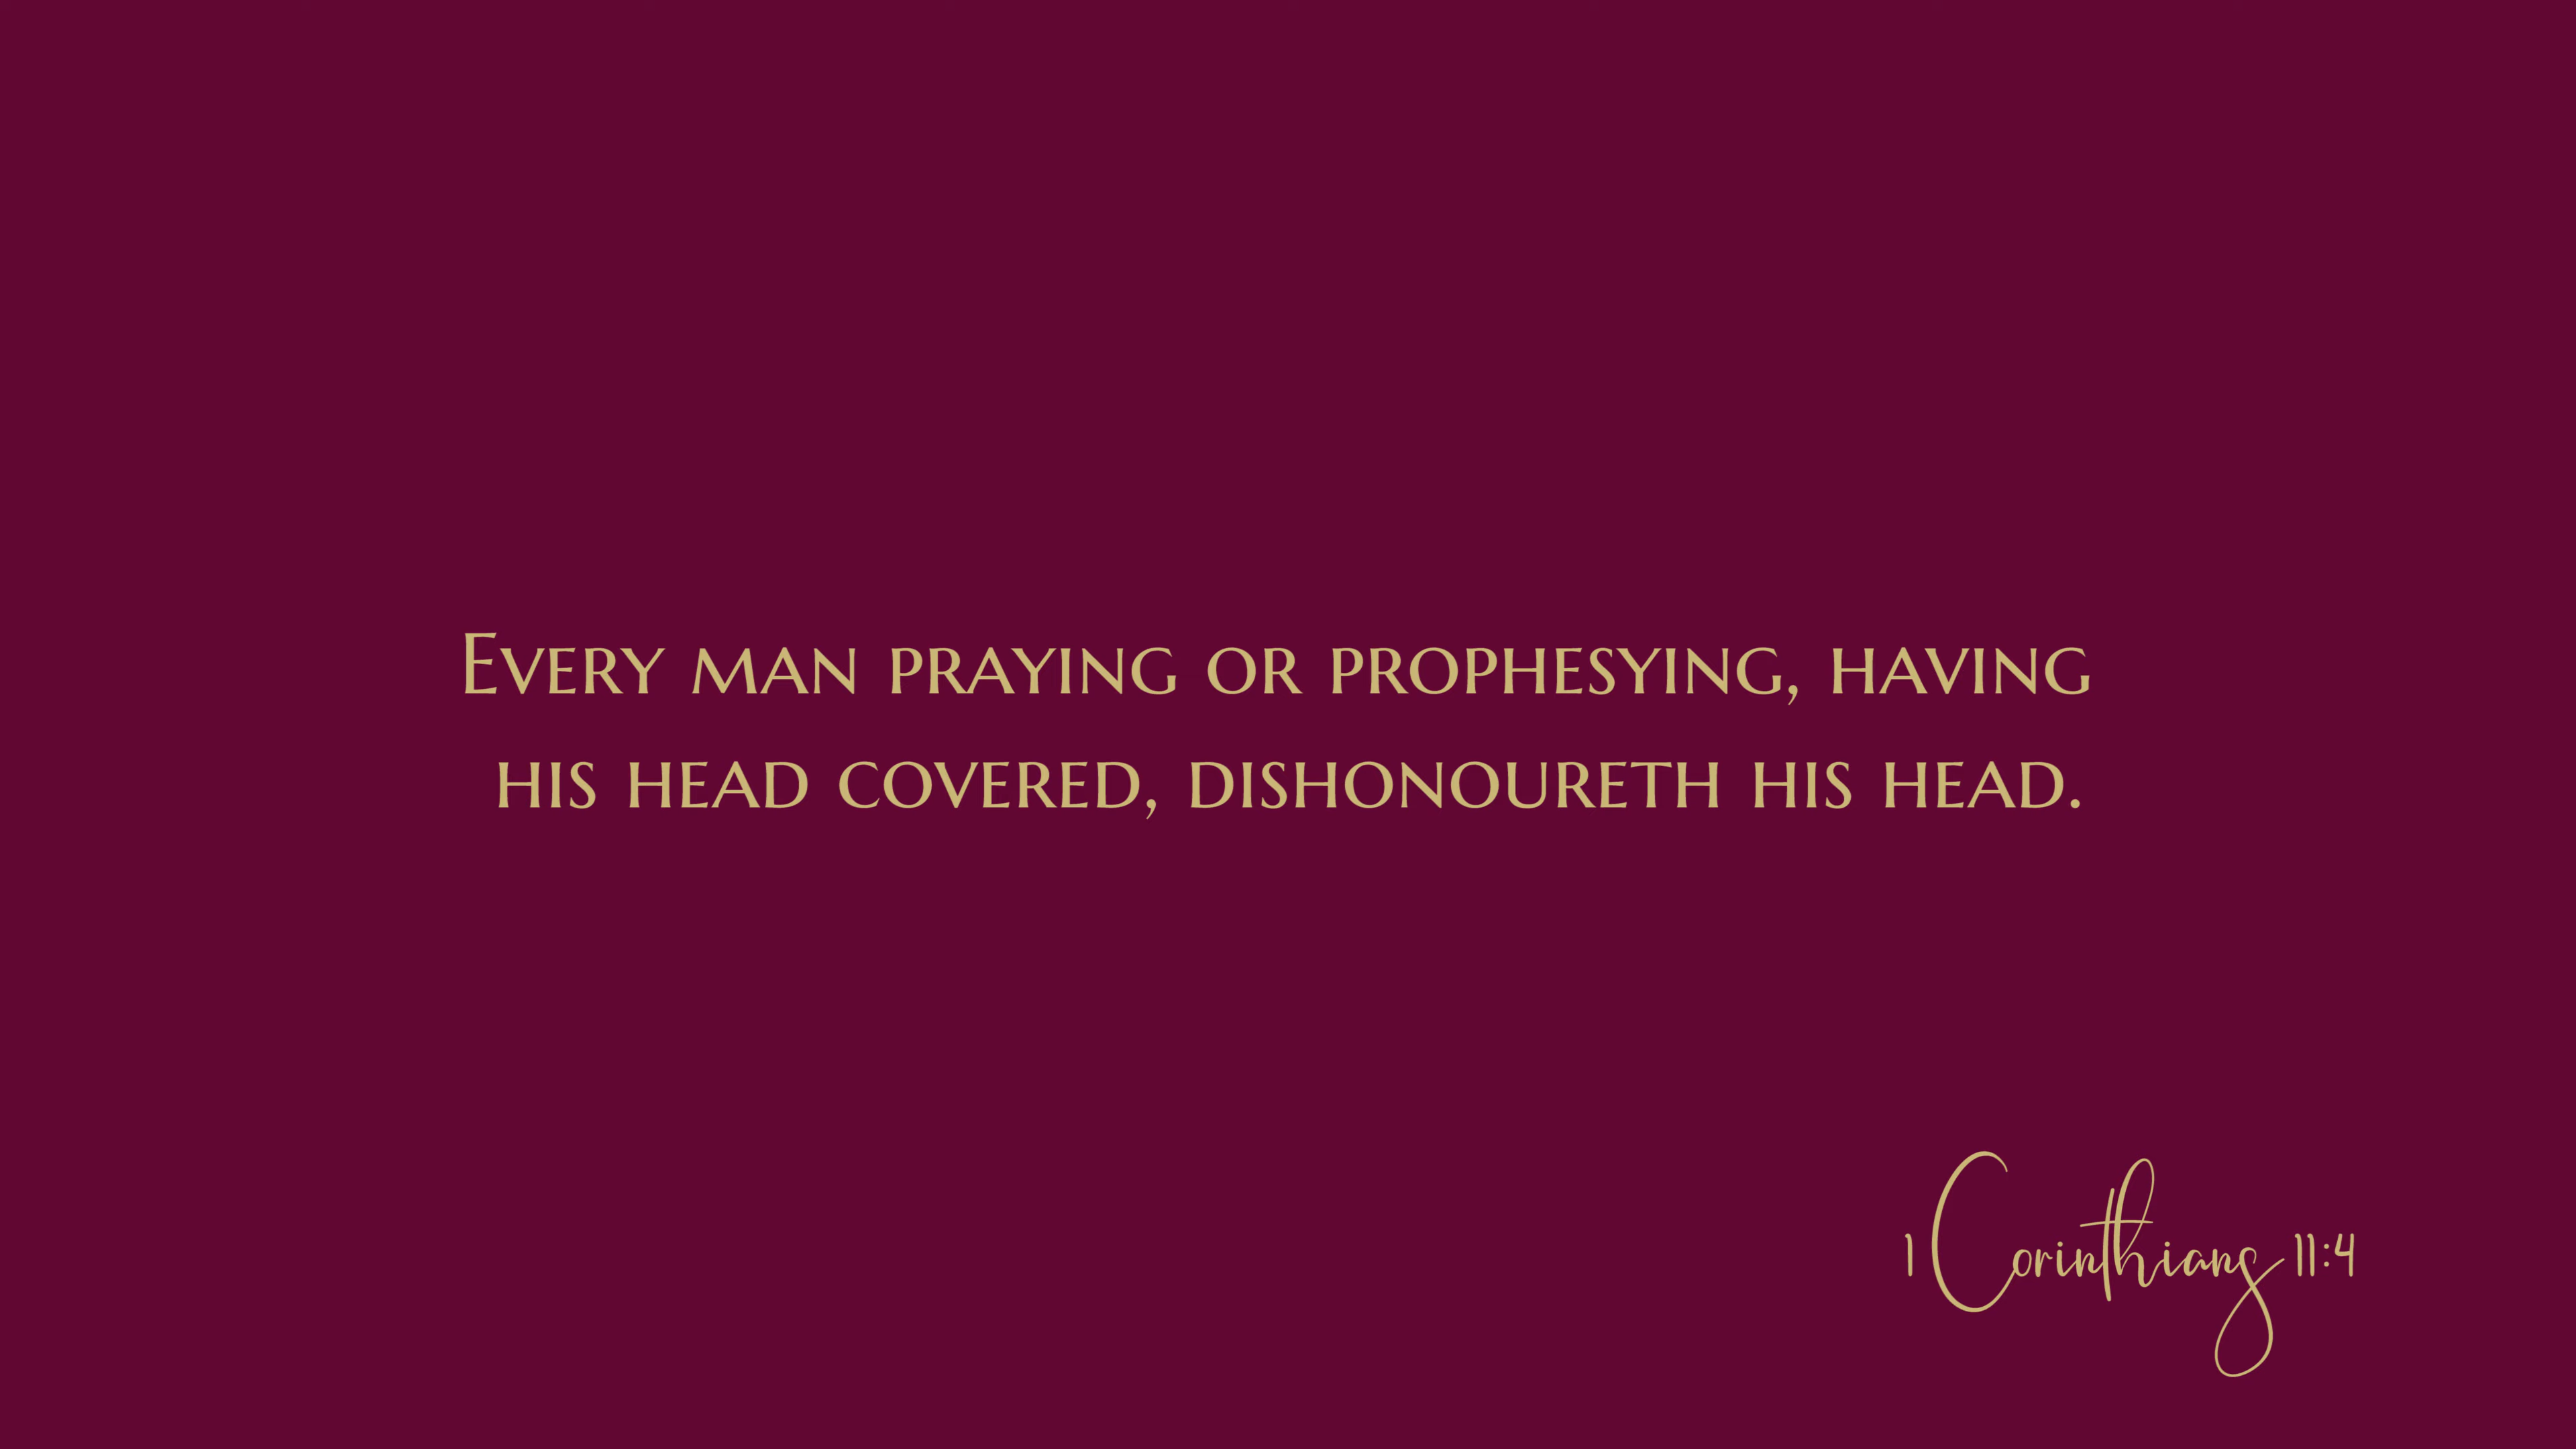 Every man praying or prophesying, having
his head covered, dishonoureth his head.
1 Corinthians 11:4